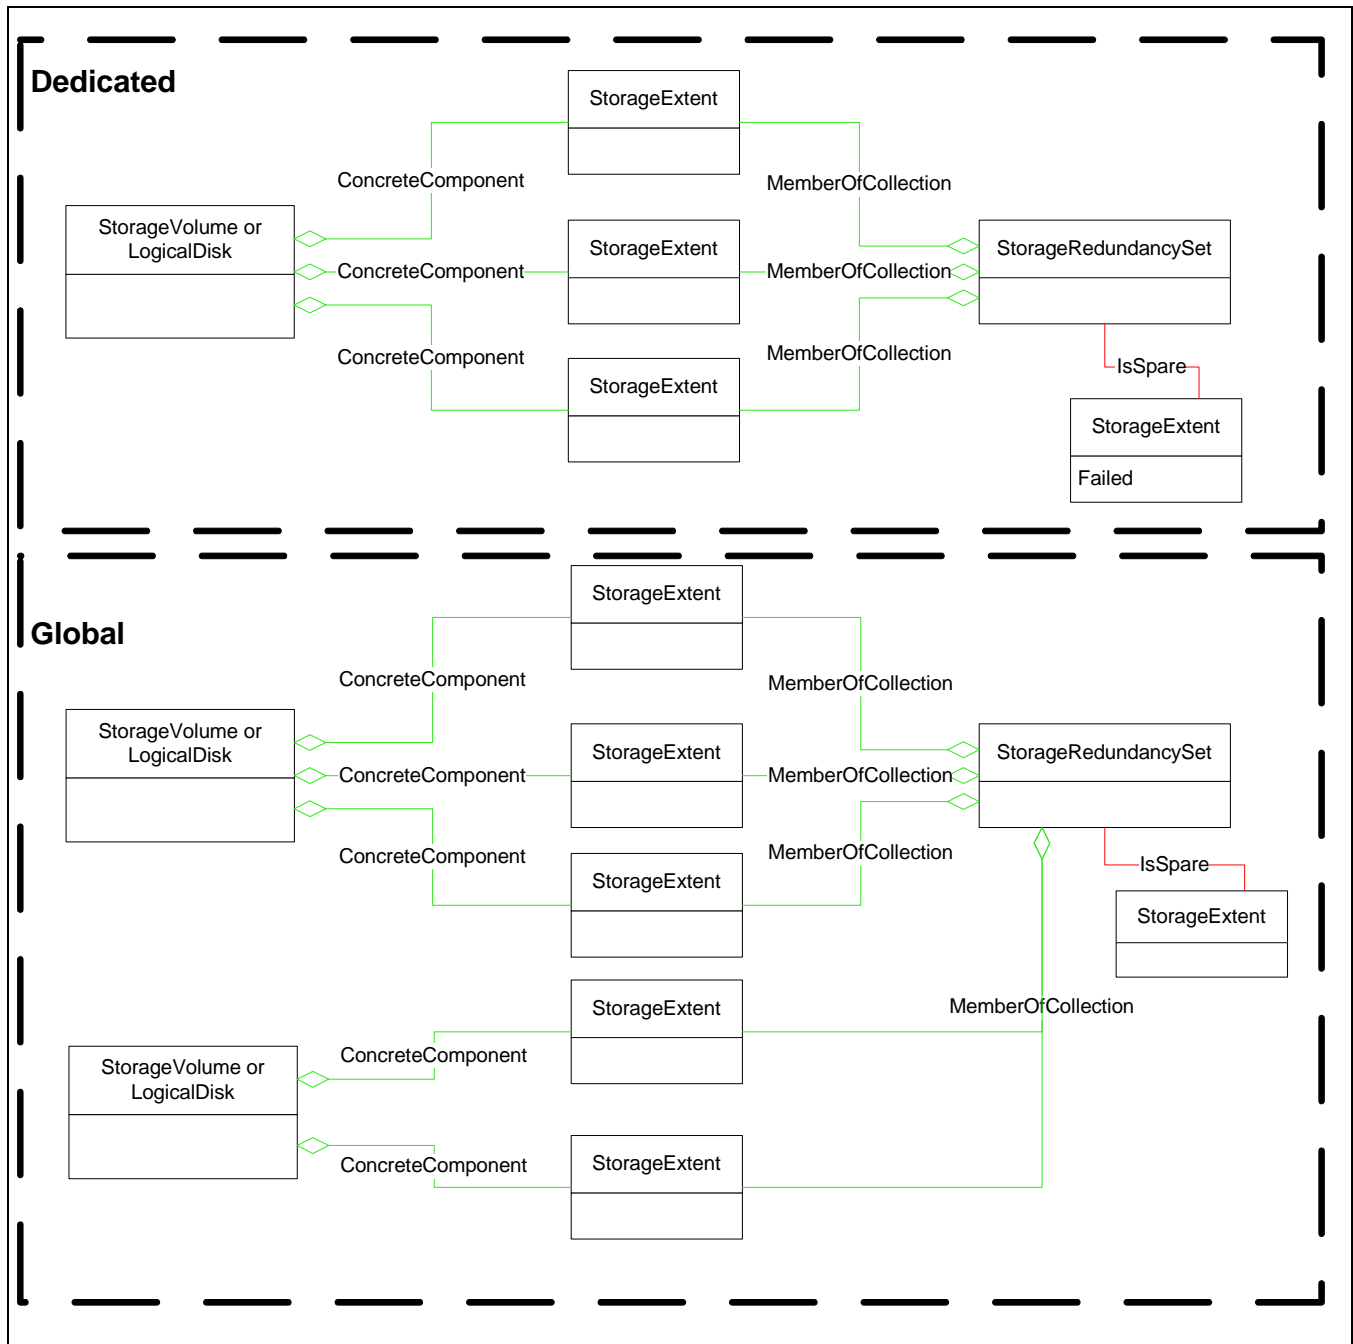 Dedicated
StorageExtent
ConcreteComponent
MemberOfCollection
StorageVolume or
LogicalDisk
StorageExtent
StorageRedundancySet
ConcreteComponent
MemberOfCollection
ConcreteComponent
MemberOfCollection
IsSpare
StorageExtent
StorageExtent
Failed
Global
StorageExtent
ConcreteComponent
MemberOfCollection
StorageVolume or
LogicalDisk
StorageExtent
StorageRedundancySet
ConcreteComponent
MemberOfCollection
ConcreteComponent
MemberOfCollection
IsSpare
StorageExtent
StorageExtent
StorageExtent
MemberOfCollection
ConcreteComponent
StorageVolume or
LogicalDisk
ConcreteComponent
StorageExtent